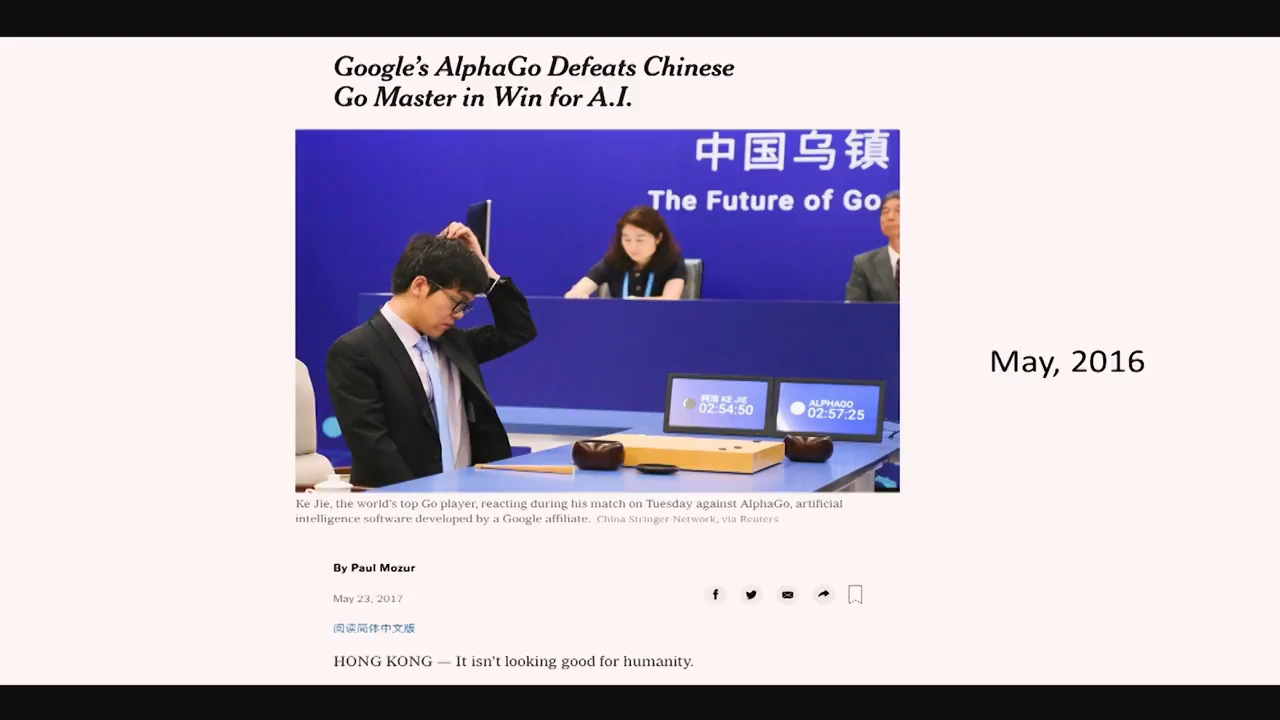 Google's AlphaGo Defeats Chinese
Go Master in Win for A.I.
中国乌镇
The Future of Go
柯洁 KE JIE
02:54:50
ALPHAGO
02:57:25
May, 2016
Ke Jie, the world's top Go player, reacting during his match on Tuesday against AlphaGo, artificial
intelligence software developed by a Google affiliate. China Stringer Network, via Reuters
By Paul Mozur
May 23, 2017
阅读简体中文版
HONG KONG — It isn't looking good for humanity.